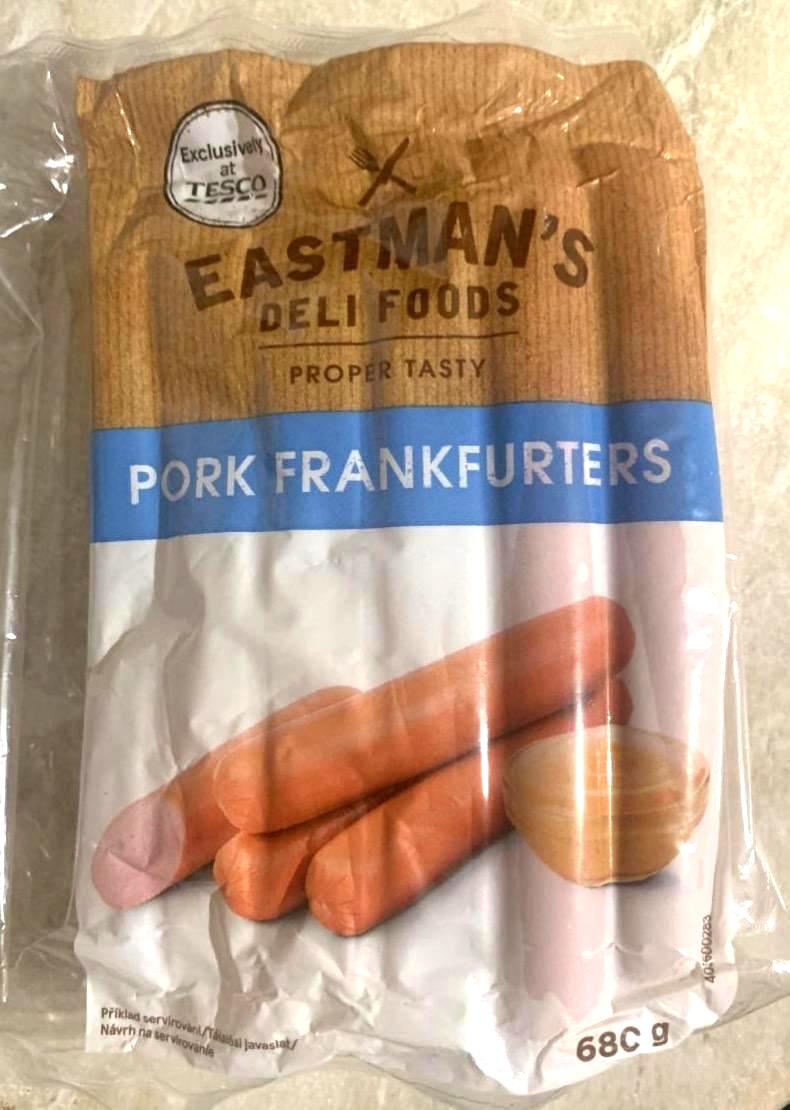 Exclusively
at
TESCO
EASTMAN'S
DELI FOODS
PROPER TASTY
PORK FRANKFURTERS
Příklad servírování/Tálalási javaslat/
Návrh na servírovanie
680 g